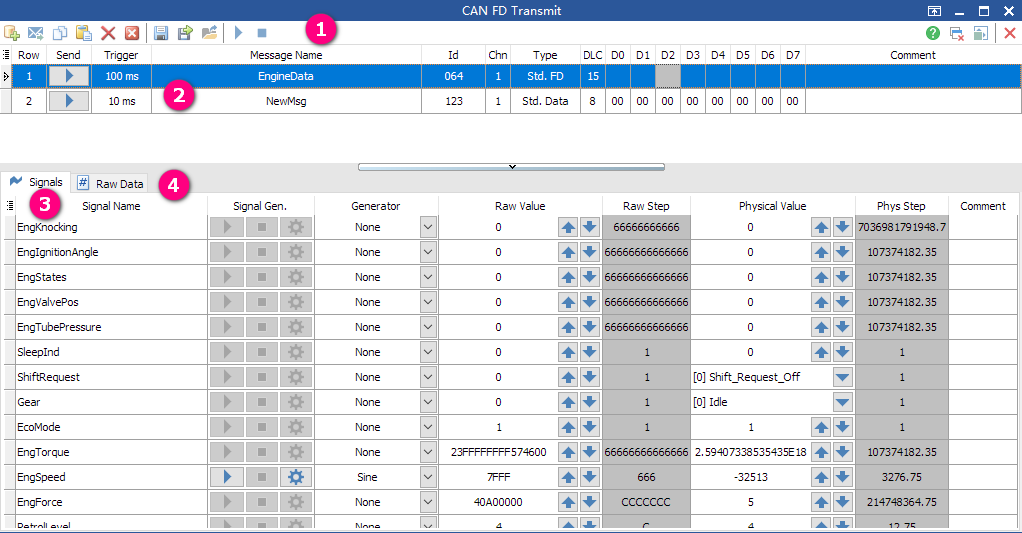 CAN FD Transmit
1
Row Send Trigger Message Name Id Chn Type DLC D0 D1 D2 D3 D4 D5 D6 D7 Comment
1 100 ms EngineData 064 1 Std. FD 15
2 10 ms NewMsg 123 1 Std. Data 8 00 00 00 00 00 00 00 00
2
Signals # Raw Data 4
3
Signal Name Signal Gen. Generator Raw Value Raw Step Physical Value Phys Step Comment
EngKnocking None 0 66666666666 0 7036981791948.7
EngIgnitionAngle None 0 66666666666666 0 107374182.35
EngStates None 0 66666666666666 0 107374182.35
EngValvePos None 0 66666666666666 0 107374182.35
EngTubePressure None 0 66666666666666 0 107374182.35
SleepInd None 0 1 0 1
ShiftRequest None 0 1 [0] Shift_Request_Off 1
Gear None 0 1 [0] Idle 1
EcoMode None 1 1 1 1
EngTorque None 23FFFFFFFF574600 66666666666666 2.59407338535435E18 107374182.35
EngSpeed Sine 7FFF 666 -32513 3276.75
EngForce None 40A00000 CCCCCCC 5 214748364.75
PetrolLevel None 4 C 4 12.75